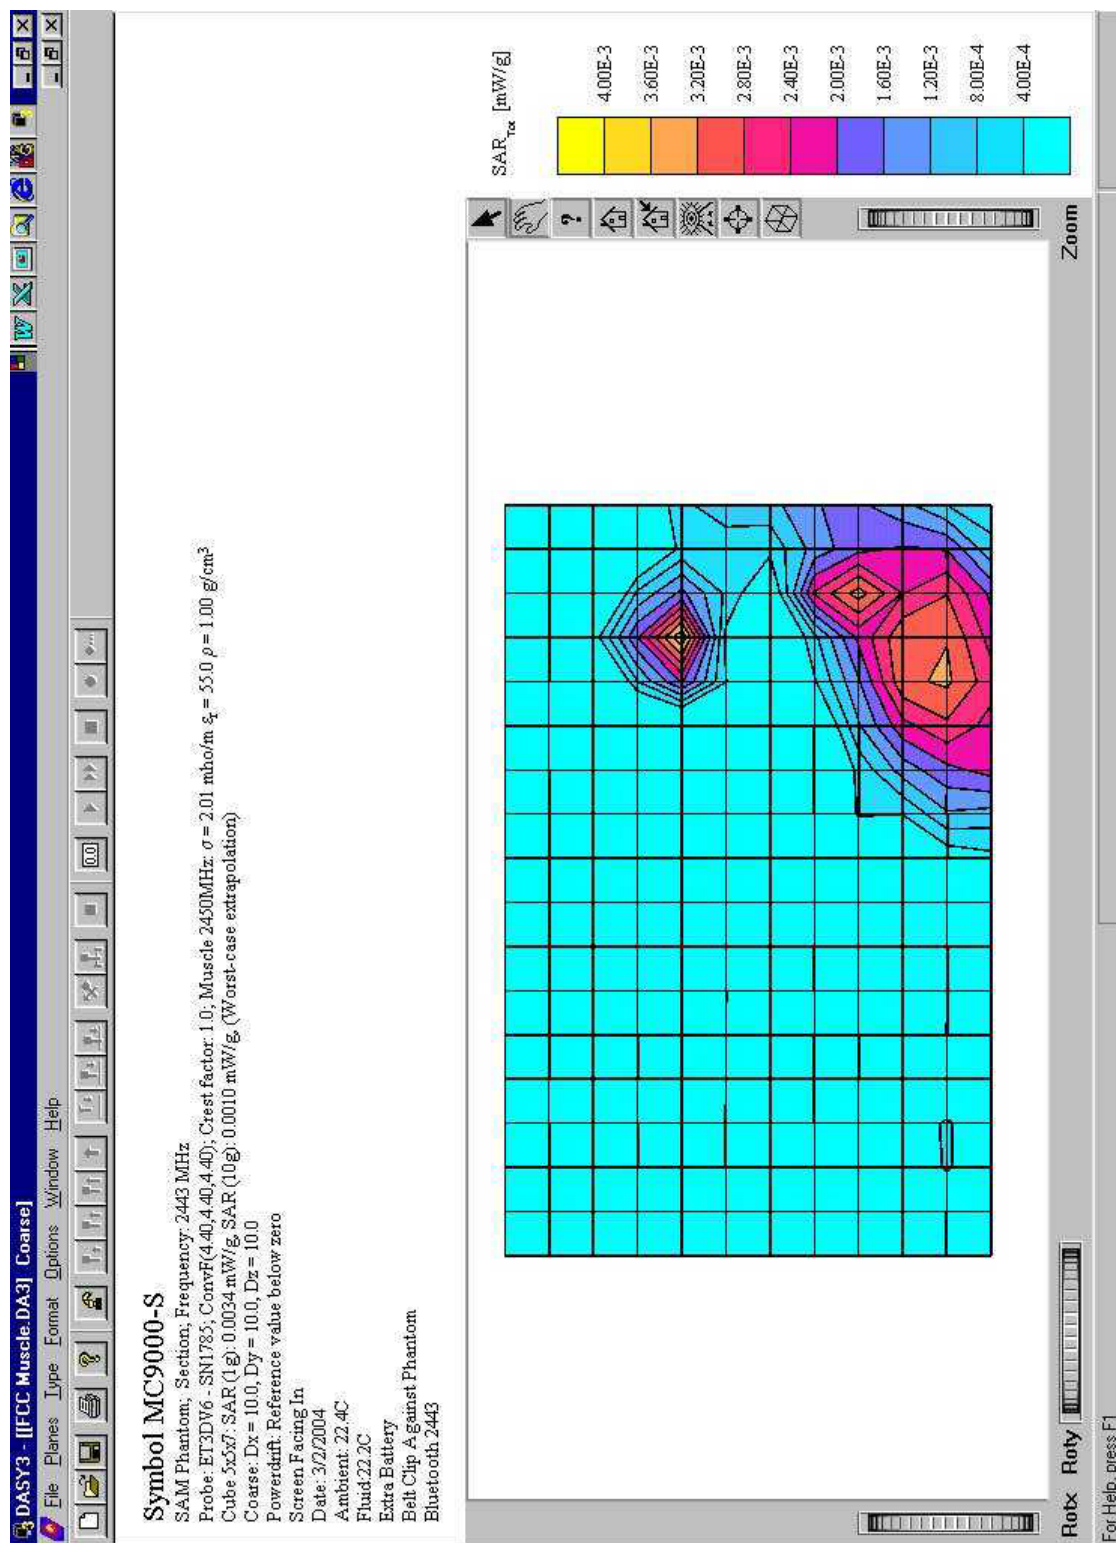 DASY3 - [[FCC Muscle.DA3] Coarse]
File Planes Type Format Options Window Help
0.0
Symbol MC9000-S
SAM Phantom; Section; Frequency: 2443 MHz
Probe: ET3DV6 - SN1785; ConvF(4.40,4.40,4.40); Crest factor: 1.0; Muscle 2450MHz: σ = 2.01 mho/m εr = 55.0 ρ = 1.00 g/cm³
Cube 5x5x7: SAR (1g): 0.0034 mW/g, SAR (10g): 0.0010 mW/g, (Worst-case extrapolation)
Coarse: Dx = 10.0, Dy = 10.0, Dz = 10.0
Powerdrift: Reference value below zero
Screen Facing In
Date: 3/2/2004
Ambient: 22.4C
Fluid:22.2C
Extra Battery
Belt Clip Against Phantom
Bluetooth 2443
SARTot [mW/g]
4.00E-3
3.60E-3
3.20E-3
2.80E-3
2.40E-3
2.00E-3
1.60E-3
1.20E-3
8.00E-4
4.00E-4
Rotx Roty Zoom
For Help, press F1